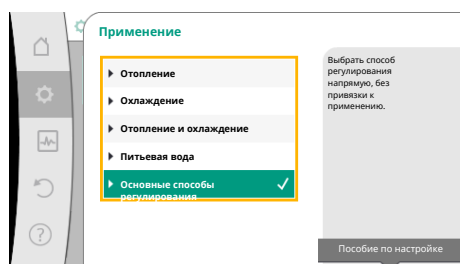 Применение
Отопление
Охлаждение
Отопление и охлаждение
Питьевая вода
Основные способы
регулирования
Выбрать способ
регулирования
напрямую, без
привязки к
применению.
Пособие по настройке